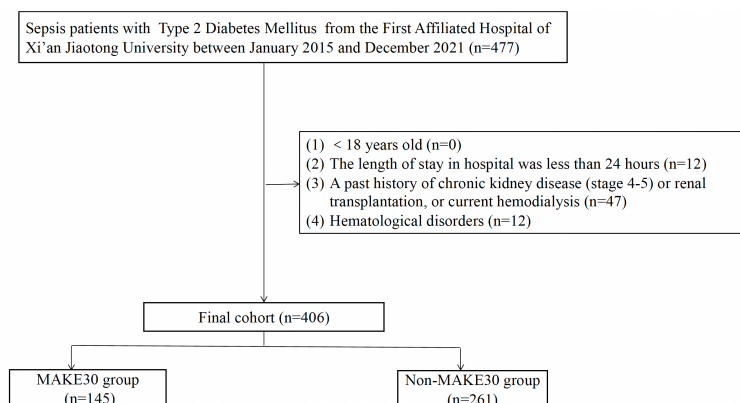 Sepsis patients with Type 2 Diabetes Mellitus from the First Affiliated Hospital of
Xi’an Jiaotong University between January 2015 and December 2021 (n=477)
(1) < 18 years old (n=0)
(2) The length of stay in hospital was less than 24 hours (n=12)
(3) A past history of chronic kidney disease (stage 4-5) or renal
transplantation, or current hemodialysis (n=47)
(4) Hematological disorders (n=12)
Final cohort (n=406)
MAKE30 group
(n=145)
Non-MAKE30 group
(n=261)